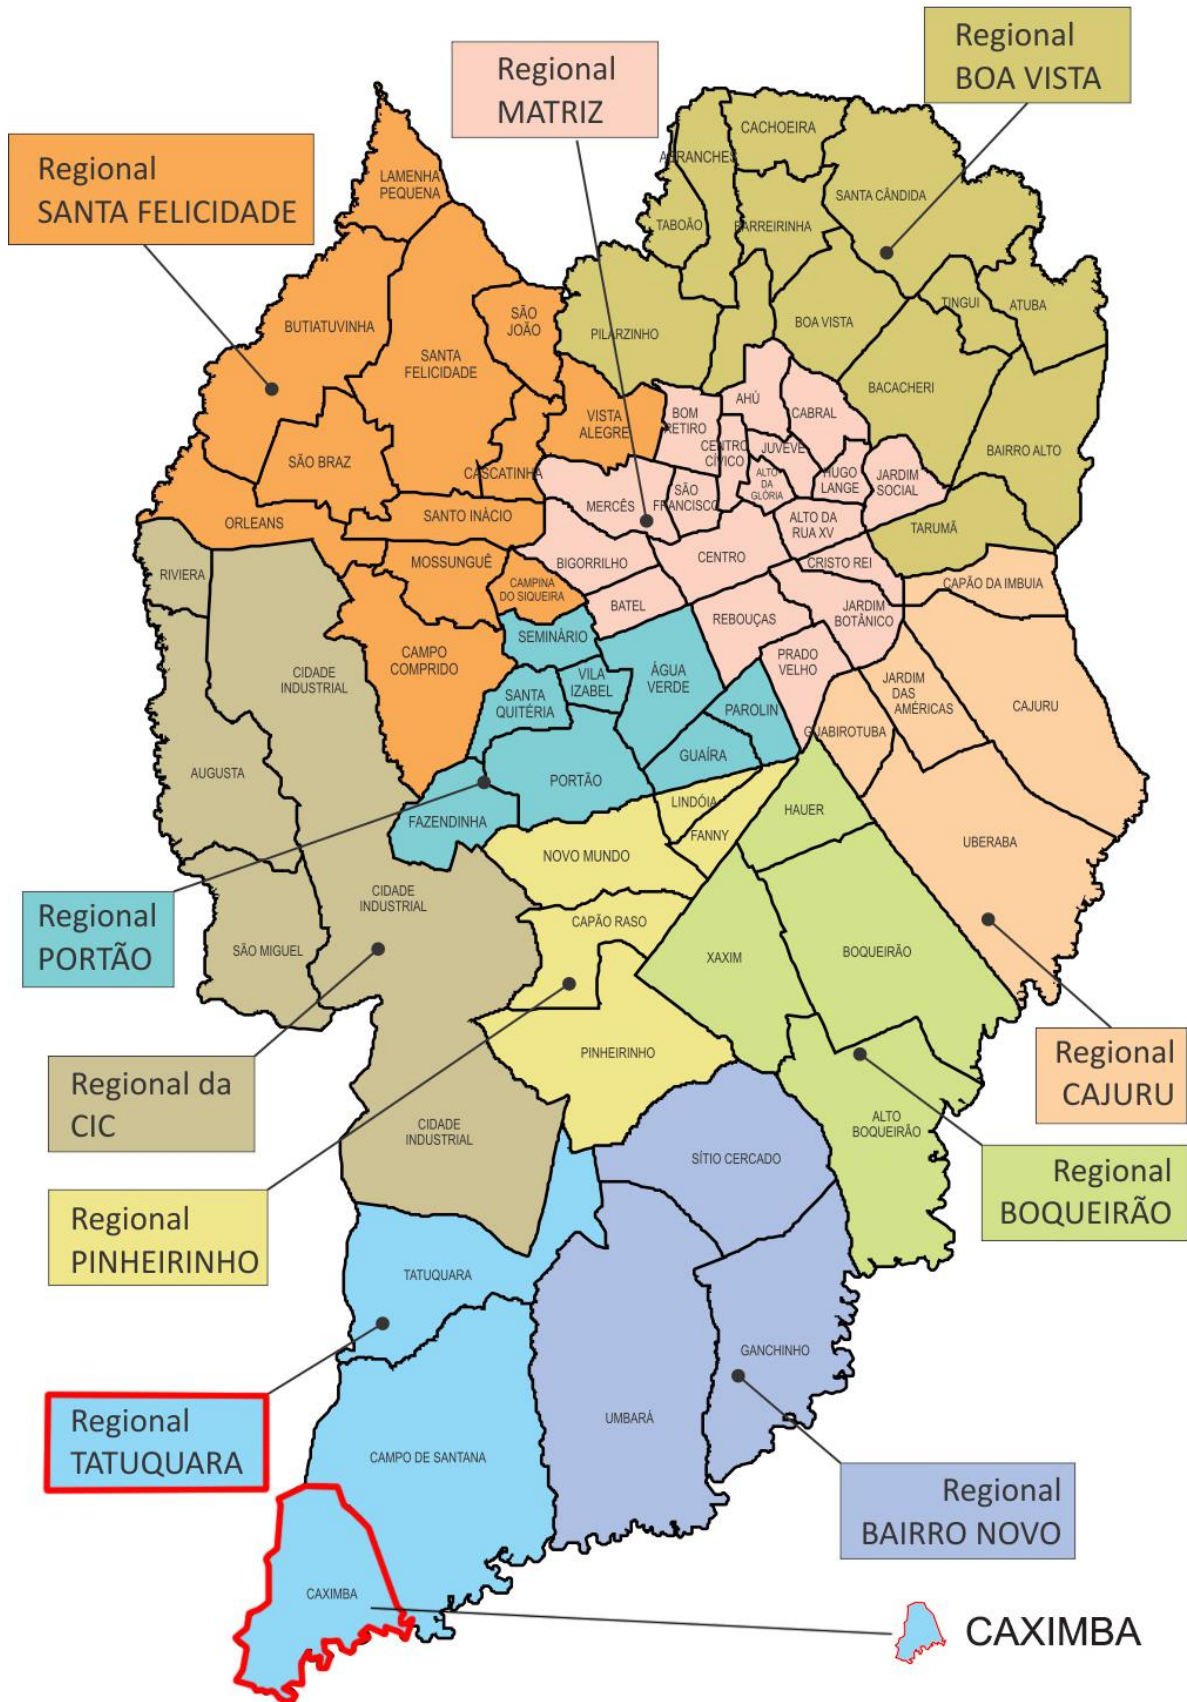 Regional
BOA VISTA
Regional
MATRIZ
Regional
SANTA FELICIDADE
CACHOEIRA
ABRANCHES
LAMENHA
PEQUENA
SANTA CÂNDIDA
TABOÃO
BARREIRINHA
TINGUI
ATUBA
BUTIATUVINHA
SÃO
JOÃO
BOA VISTA
PILARZINHO
SANTA
FELICIDADE
BACACHERI
AHÚ
CABRAL
VISTA
ALEGRE
BOM
RETIRO
CENTRO
CÍVICO
JUVEVÊ
BAIRRO ALTO
SÃO BRAZ
CASCATINHA
ALTO
DA
GLÓRIA
HUGO
LANGE
JARDIM
SOCIAL
MERCÊS
SÃO
FRANCISCO
ORLEANS
SANTO INÁCIO
ALTO DA
RUA XV
TARUMÃ
MOSSUNGUÊ
BIGORRILHO
CENTRO
CRISTO REI
RIVIERA
CAMPINA
DO SIQUEIRA
CAPÃO DA IMBUIA
BATEL
REBOUÇAS
JARDIM
BOTÂNICO
SEMINÁRIO
CAMPO
COMPRIDO
CIDADE
INDUSTRIAL
VILA
IZABEL
ÁGUA
VERDE
PRADO
VELHO
JARDIM
DAS
AMÉRICAS
SANTA
QUITÉRIA
PAROLIN
CAJURU
GUABIROTUBA
GUAÍRA
AUGUSTA
PORTÃO
LINDÓIA
HAUER
FAZENDINHA
FANNY
UBERABA
NOVO MUNDO
CIDADE
INDUSTRIAL
Regional
PORTÃO
CAPÃO RASO
SÃO MIGUEL
XAXIM
BOQUEIRÃO
Regional
CAJURU
PINHEIRINHO
Regional da
CIC
CIDADE
INDUSTRIAL
ALTO
BOQUEIRÃO
SÍTIO CERCADO
Regional
BOQUEIRÃO
Regional
PINHEIRINHO
TATUQUARA
GANCHINHO
Regional
TATUQUARA
UMBARÁ
CAMPO DE SANTANA
Regional
BAIRRO NOVO
CAXIMBA
CAXIMBA